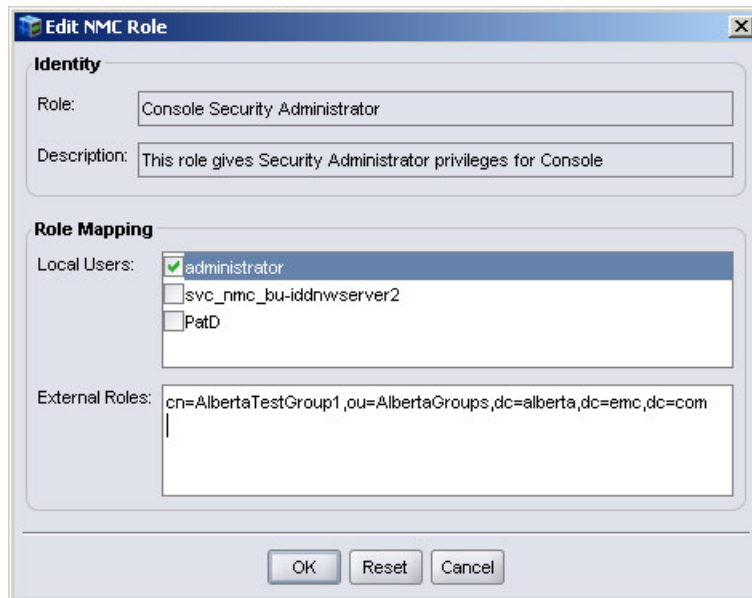 Edit NMC Role
Identity
Role: Console Security Administrator
Description: This role gives Security Administrator privileges for Console
Role Mapping
Local Users: administrator
svc_nmc_bu-iddnwserver2
PatD
External Roles: cn=AlbertaTestGroup1,ou=AlbertaGroups,dc=alberta,dc=emc,dc=com
OK Reset Cancel